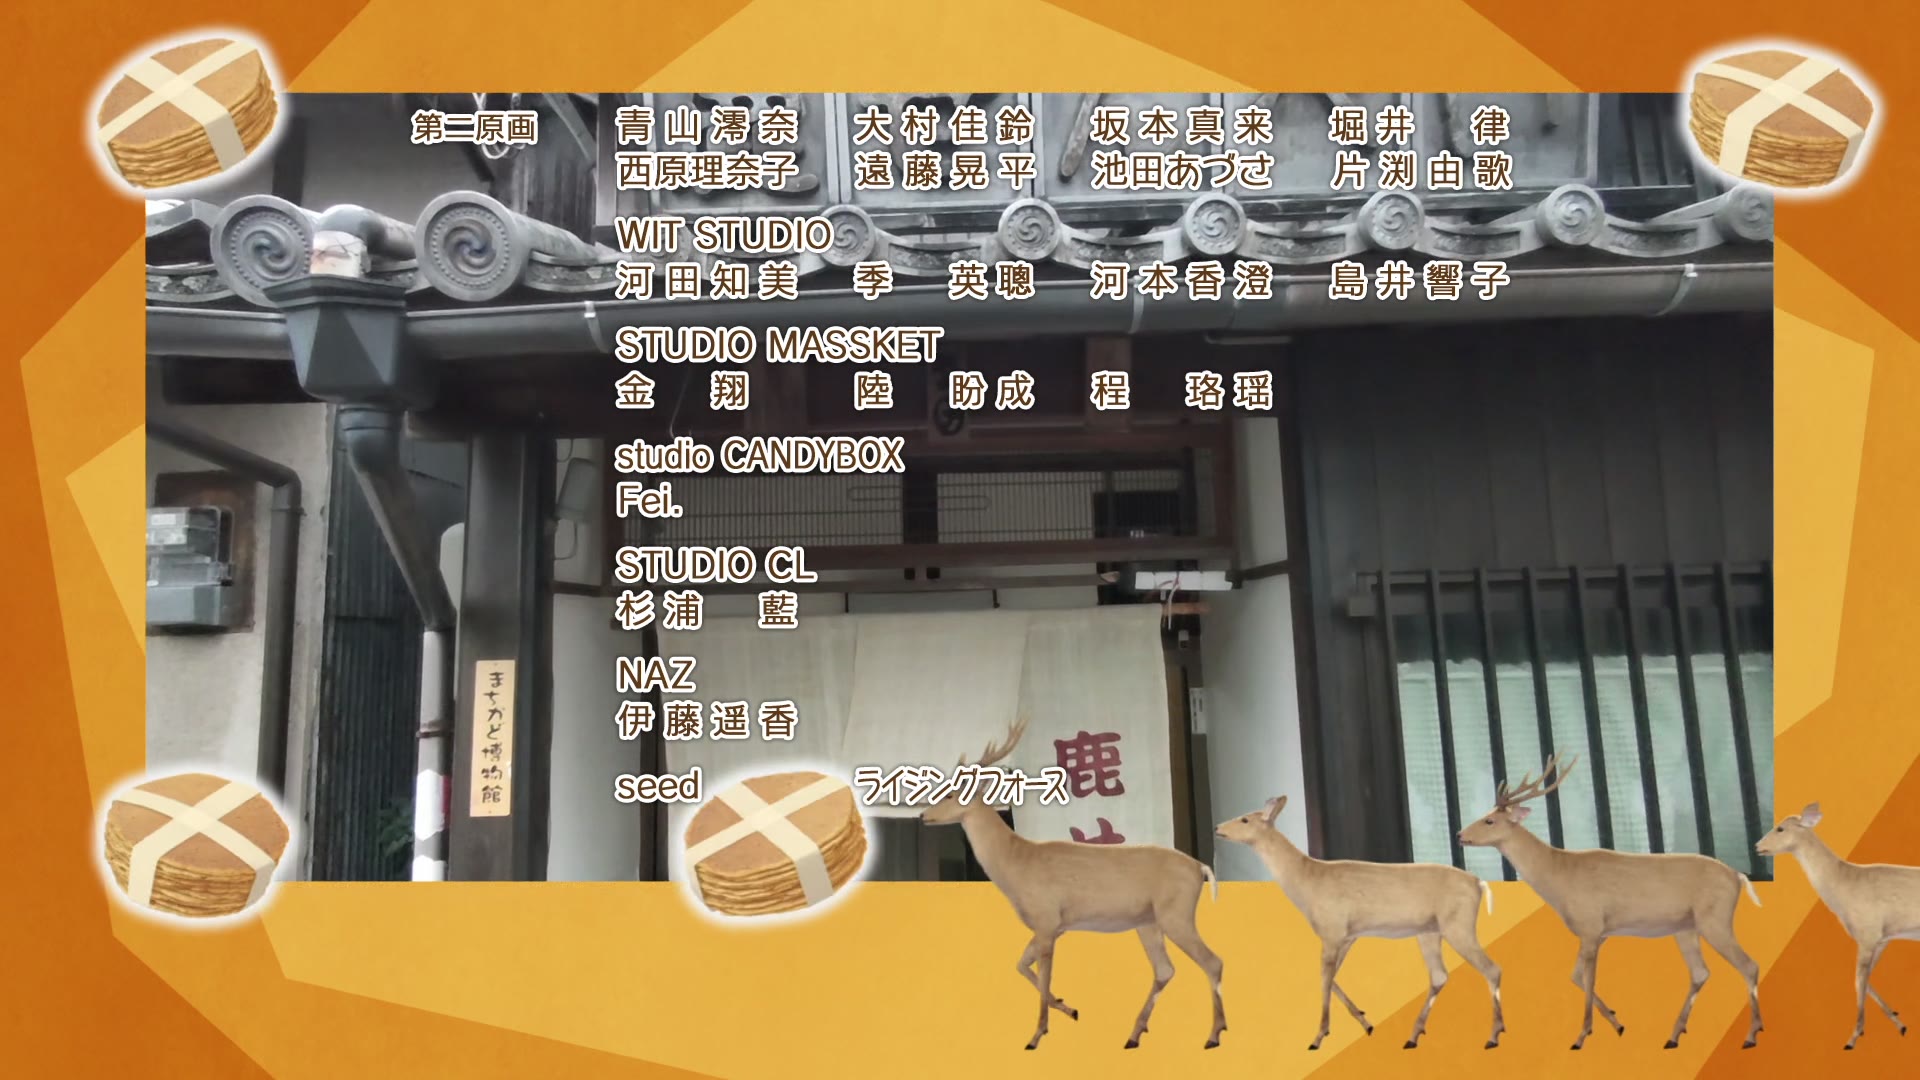 第二原画 青山澪奈 大村佳鈴 坂本真来 堀井 律
西原理奈子 遠藤晃平 池田あづさ 片渕由歌
WIT STUDIO
河田知美 季 英聰 河本香澄 島井響子
STUDIO MASSKET
金 翔 陸 盼成 程 珞瑶
studio CANDYBOX
Fei.
STUDIO CL
杉浦 藍
NAZ
伊藤遥香
seed ライジングフォース
まちかど博物館
鹿